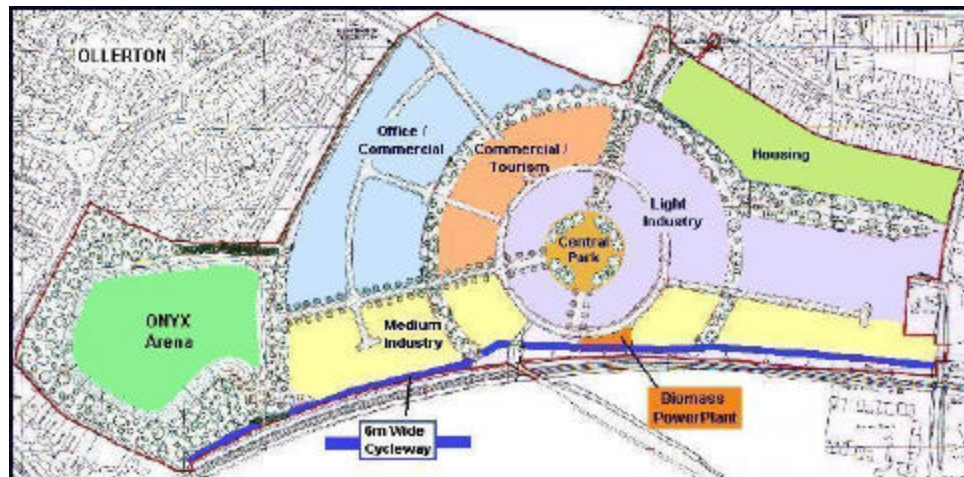 OLLERTON
Office /
Commercial
Commercial /
Tourism
Housing
Light
Industry
Central
Park
ONYX
Arena
Medium
Industry
Biomass
PowerPlant
6m Wide
Cycleway